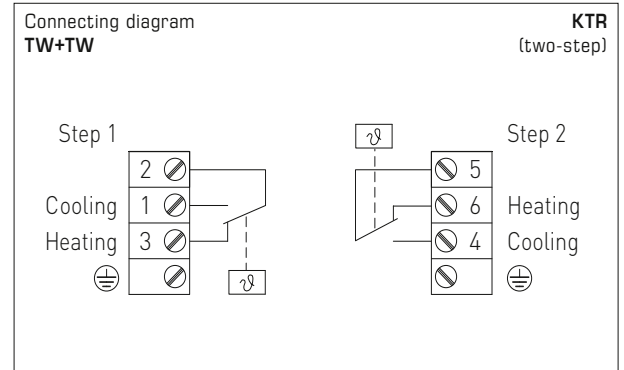 Connecting diagram
TW+TW
KTR
(two-step)
Step 1
2
Cooling 1
Heating 3
ϑ
ϑ
Step 2
5
6 Heating
4 Cooling